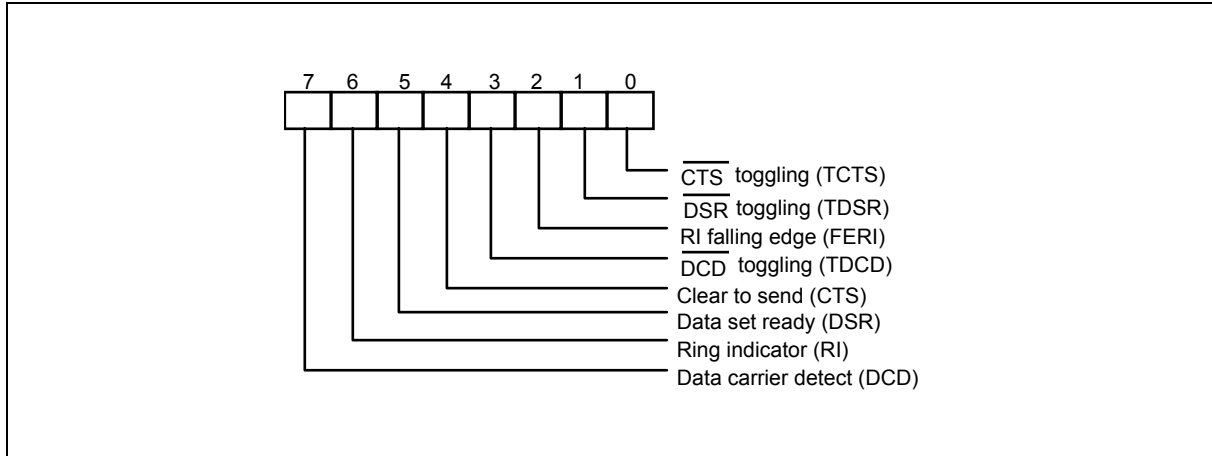 7 6 5 4 3 2 1 0
CTS toggling (TCTS)
DSR toggling (TDSR)
RI falling edge (FERI)
DCD toggling (TDCD)
Clear to send (CTS)
Data set ready (DSR)
Ring indicator (RI)
Data carrier detect (DCD)